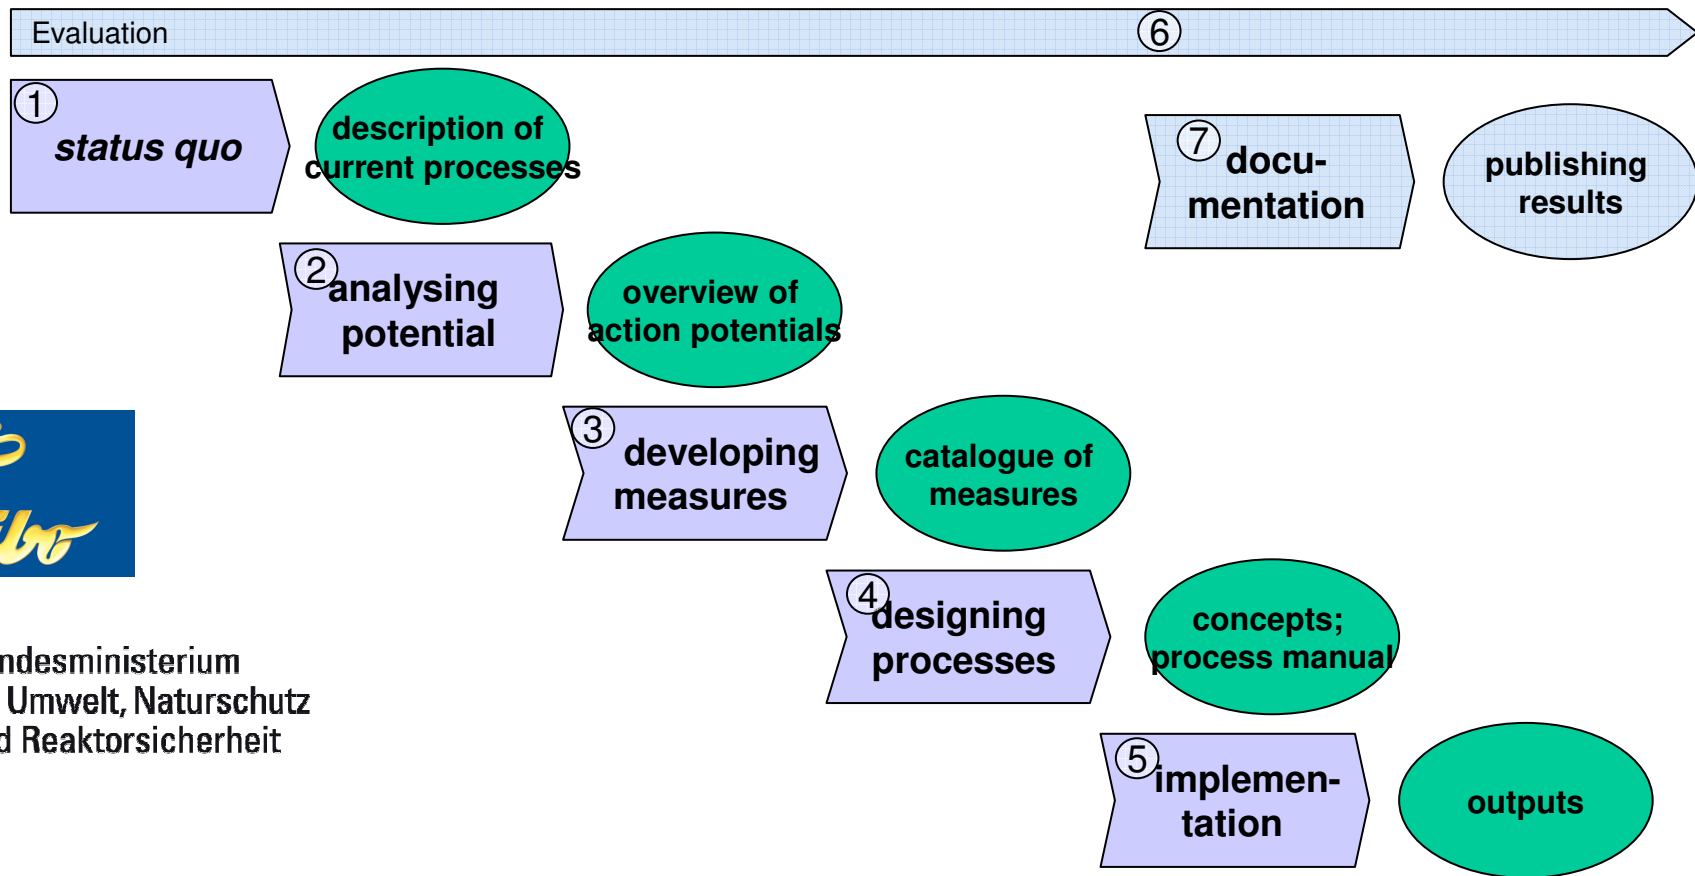 Evaluation
6
1
status quo
description of
current processes
7
docu-
mentation
publishing
results
2
analysing
potential
overview of
action potentials
3
developing
measures
catalogue of
measures
4
designing
processes
concepts;
process manual
ndesministerium
Umwelt, Naturschutz
d Reaktorsicherheit
5
implemen-
tation
outputs